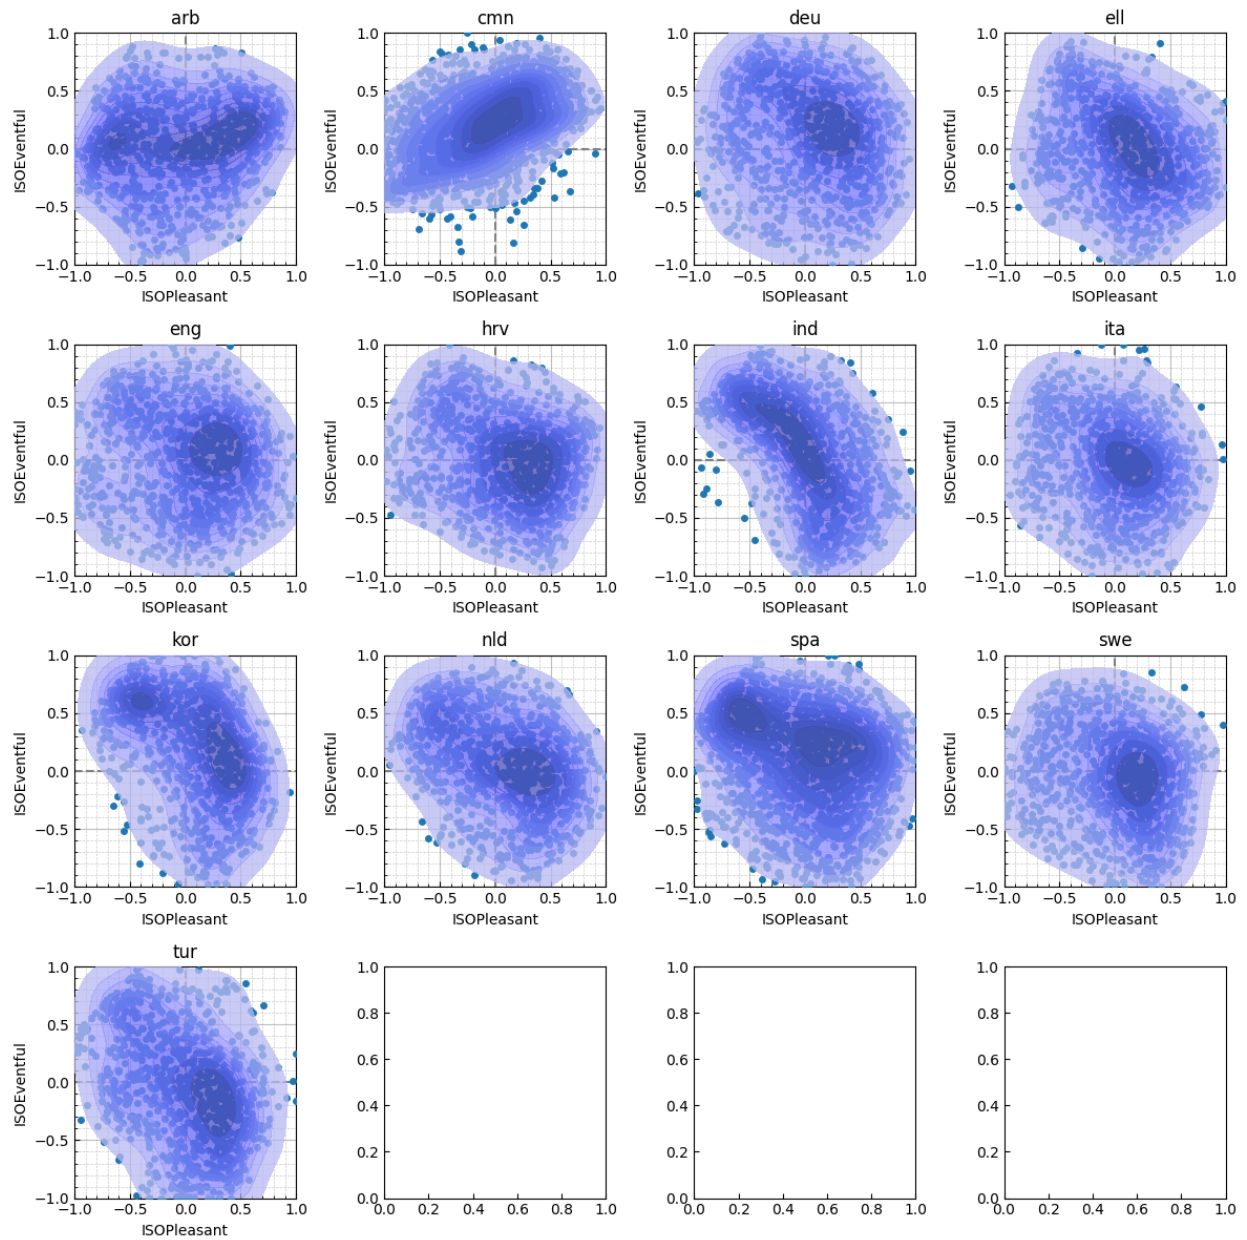 arb cmn deu ell
1.0 1.0 1.0 1.0
0.5 0.5 0.5 0.5
ISOEventful ISOEventful ISOEventful ISOEventful
0.0 0.0 0.0 0.0
−0.5 −0.5 −0.5 −0.5
−1.0 −1.0 −1.0 −1.0
−1.0 −0.5 0.0 0.5 1.0 −1.0 −0.5 0.0 0.5 1.0 −1.0 −0.5 0.0 0.5 1.0 −1.0 −0.5 0.0 0.5 1.0
ISOPleasant ISOPleasant ISOPleasant ISOPleasant
eng hrv ind ita
1.0 1.0 1.0 1.0
0.5 0.5 0.5 0.5
ISOEventful ISOEventful ISOEventful ISOEventful
0.0 0.0 0.0 0.0
−0.5 −0.5 −0.5 −0.5
−1.0 −1.0 −1.0 −1.0
−1.0 −0.5 0.0 0.5 1.0 −1.0 −0.5 0.0 0.5 1.0 −1.0 −0.5 0.0 0.5 1.0 −1.0 −0.5 0.0 0.5 1.0
ISOPleasant ISOPleasant ISOPleasant ISOPleasant
kor nld spa swe
1.0 1.0 1.0 1.0
0.5 0.5 0.5 0.5
ISOEventful ISOEventful ISOEventful ISOEventful
0.0 0.0 0.0 0.0
−0.5 −0.5 −0.5 −0.5
−1.0 −1.0 −1.0 −1.0
−1.0 −0.5 0.0 0.5 1.0 −1.0 −0.5 0.0 0.5 1.0 −1.0 −0.5 0.0 0.5 1.0 −1.0 −0.5 0.0 0.5 1.0
ISOPleasant ISOPleasant ISOPleasant ISOPleasant
tur
1.0 1.0 1.0 1.0
0.8 0.8 0.8
0.5
ISOEventful
0.6 0.6 0.6
0.0
0.4 0.4 0.4
−0.5
0.2 0.2 0.2
−1.0 0.0 0.0 0.0
−1.0 −0.5 0.0 0.5 1.0 0.0 0.2 0.4 0.6 0.8 1.0 0.0 0.2 0.4 0.6 0.8 1.0 0.0 0.2 0.4 0.6 0.8 1.0
ISOPleasant